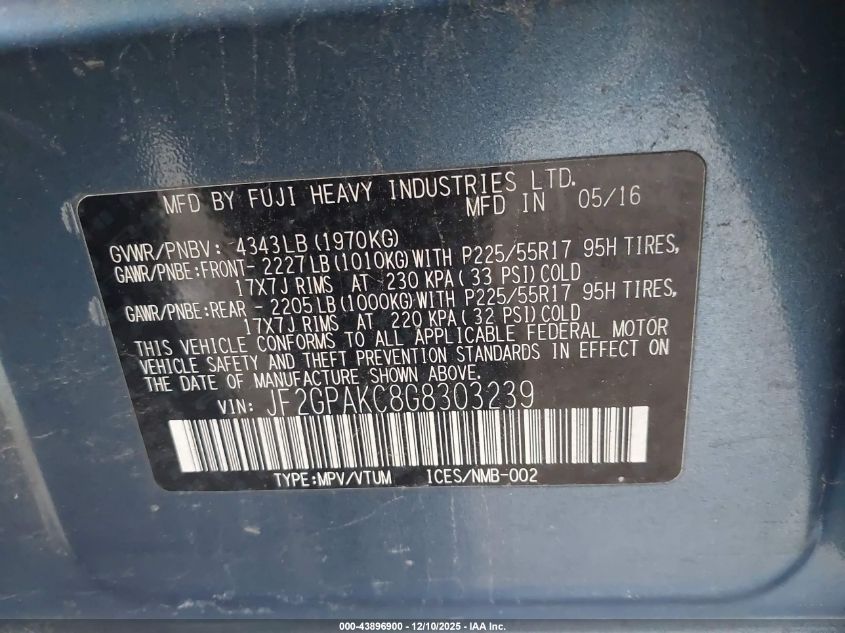 MFD BY FUJI HEAVY INDUSTRIES LTD.
MFD IN 05/16
GVWR/PNBV: 4343LB(1970KG)
GAWR/PNBE:FRONT- 2227LB(1010KG)WITH P225/55R17 95H TIRES,
17X7J RIMS AT 230 KPA(33 PSI)COLD
GAWR/PNBE:REAR - 2205LB(1000KG)WITH P225/55R17 95H TIRES,
17X7J RIMS AT 220 KPA(32 PSI)COLD
THIS VEHICLE CONFORMS TO ALL APPLICABLE FEDERAL MOTOR
VEHICLE SAFETY AND THEFT PREVENTION STANDARDS IN EFFECT ON
THE DATE OF MANUFACTURE SHOWN ABOVE.
VIN: JF2GPAKC8G8303239
TYPE:MPV/VTUM ICES/NMB-002
000-43896900 - 12/10/2025 - IAA Inc.